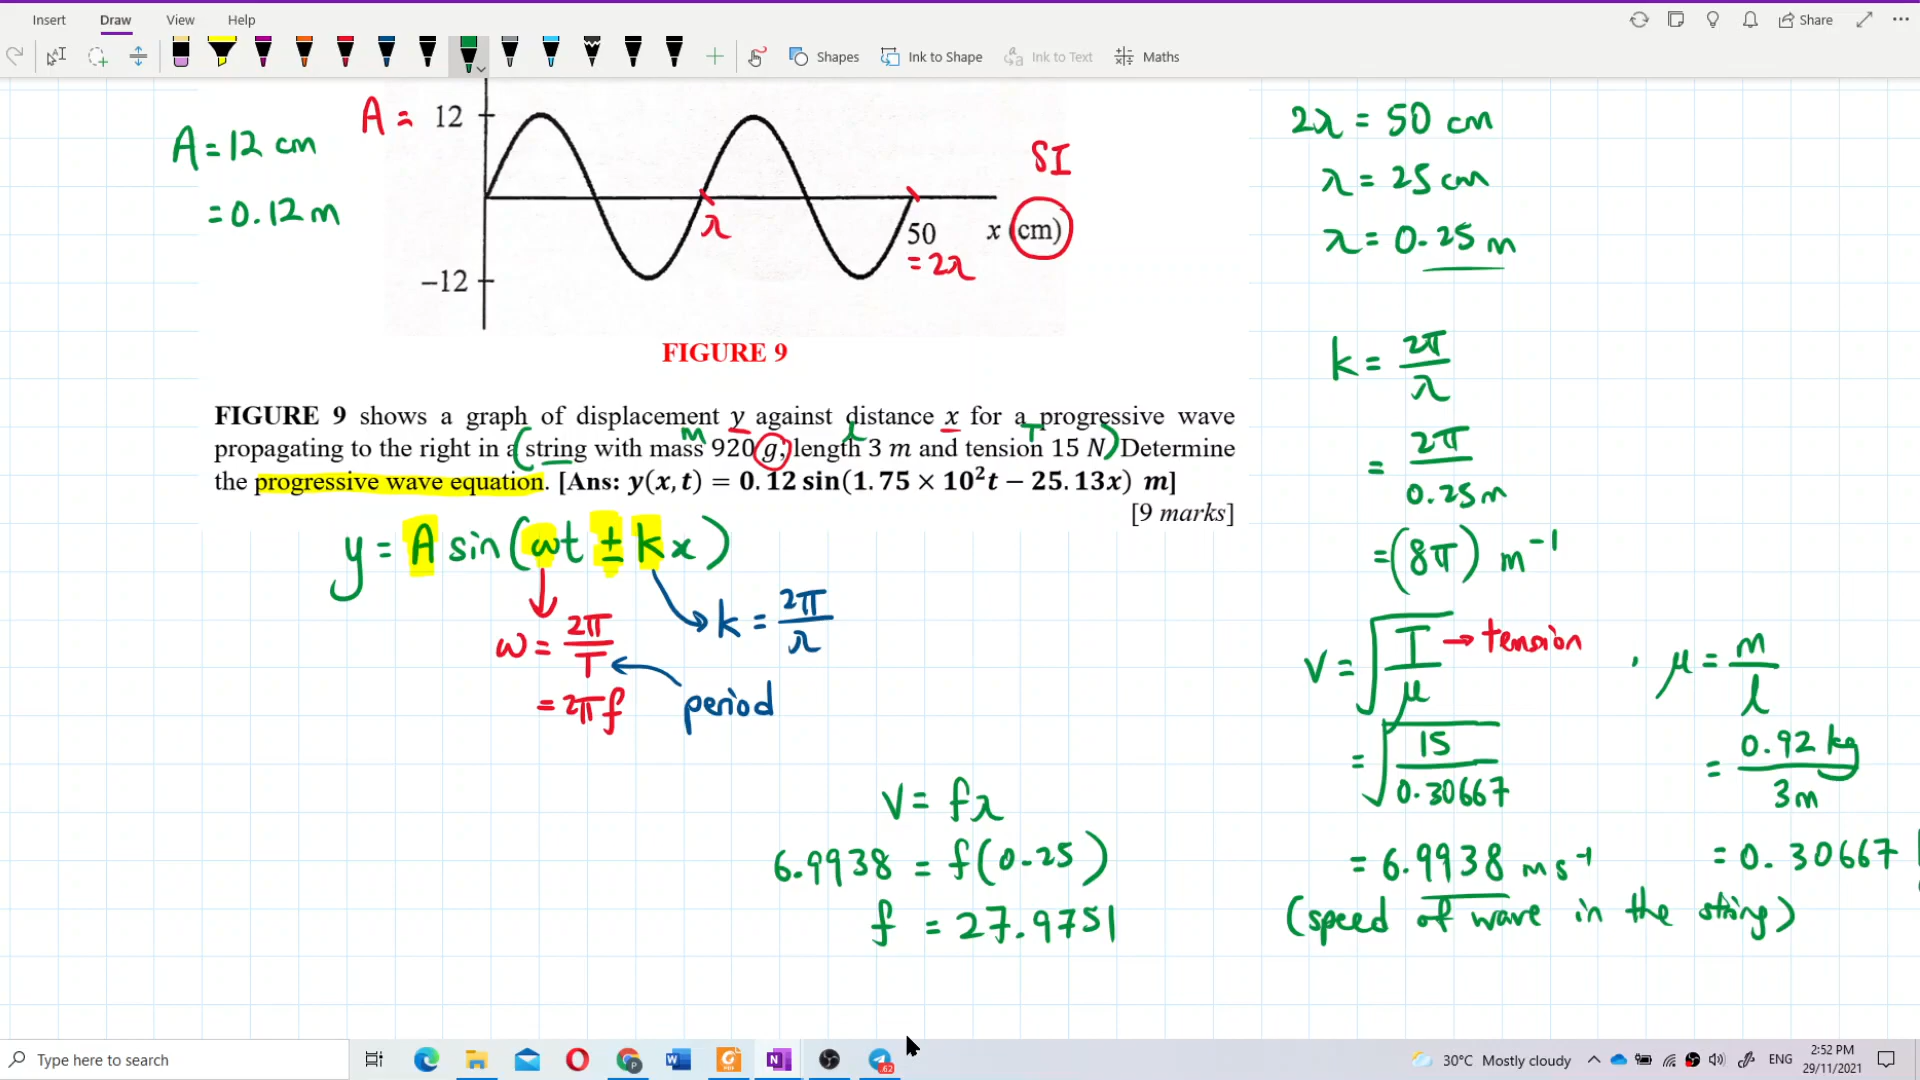 Insert Draw View Help
Share
Shapes Ink to Shape Ink to Text Maths
A = 12 cm
= 0.12 m
A = 12
-12
λ
50
= 2λ
x (cm)
SI
FIGURE 9
FIGURE 9 shows a graph of displacement y against distance x for a progressive wave
m l T
propagating to the right in a (string with mass 920 g, length 3 m and tension 15 N) Determine
the progressive wave equation. [Ans: y(x, t) = 0.12 sin(1.75 × 10²t − 25.13x) m]
[9 marks]
y = A sin(ωt ± kx)
ω = 2π/T
= 2πf
k = 2π/λ
period
v = fλ
6.9938 = f(0.25)
f = 27.9751
2λ = 50 cm
λ = 25 cm
λ = 0.25 m
k = 2π/λ
= 2π/0.25m
= (8π) m⁻¹
v = √(T/μ) → tension
= √(15/0.30667)
= 6.9938 ms⁻¹
(speed of wave in the string)
, μ = m/l
= 0.92 kg/3m
= 0.30667
Type here to search
62
30°C Mostly cloudy
ENG
2:52 PM
29/11/2021